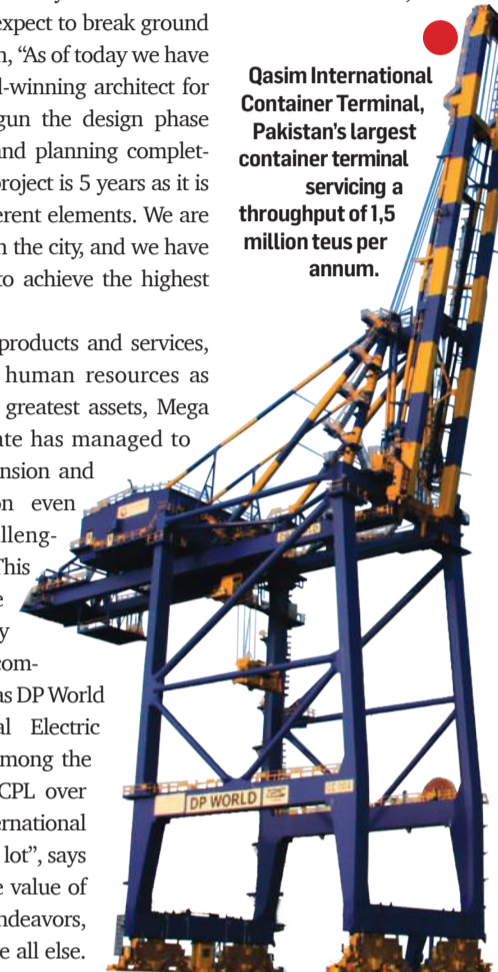 expect to break ground
n, “As of today we have
l-winning architect for
gun the design phase
and planning complet-
project is 5 years as it is
erent elements. We are
n the city, and we have
to achieve the highest
products and services,
human resources as
greatest assets, Mega
ate has managed to
nsion and
on even
alleng-
This
e
y
com-
as DP World
al Electric
among the
CPL over
ernational
lot”, says
e value of
ndeavors,
e all else.
Qasim International
Container Terminal,
Pakistan’s largest
container terminal
servicing a
throughput of 1,5
million teus per
annum.
DP WORLD